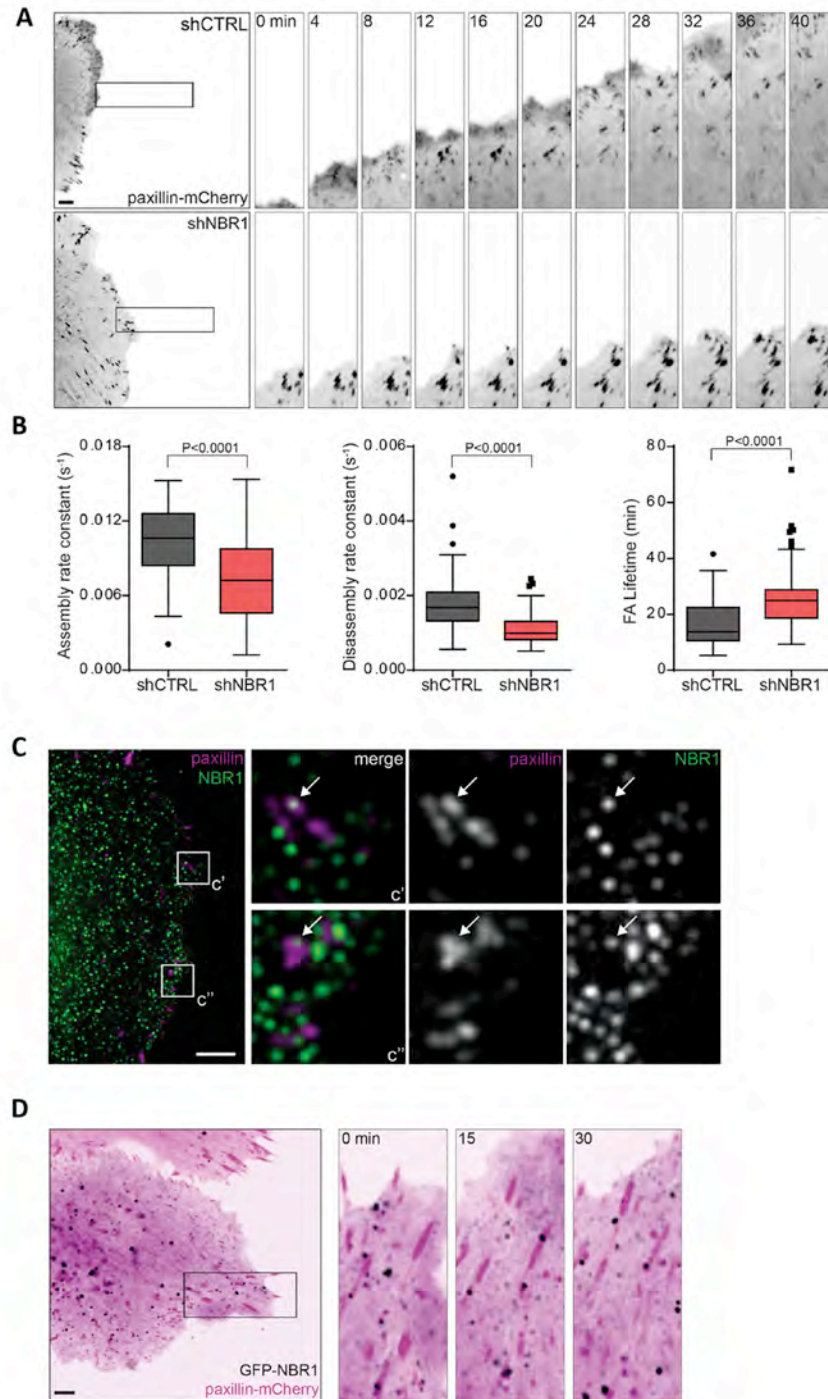 A
shCTRL
0 min 4 8 12 16 20 24 28 32 36 40
paxillin-mCherry
shNBR1
B
P<0.0001
P<0.0001
P<0.0001
Assembly rate constant (s⁻¹)
0.018
0.012
0.006
0.000
shCTRL shNBR1
Disassembly rate constant (s⁻¹)
0.006
0.004
0.002
0.000
shCTRL shNBR1
FA Lifetime (min)
80
60
40
20
0
shCTRL shNBR1
C
paxillin
NBR1
c'
c''
merge
paxillin
NBR1
c'
c''
D
GFP-NBR1
paxillin-mCherry
0 min 15 30